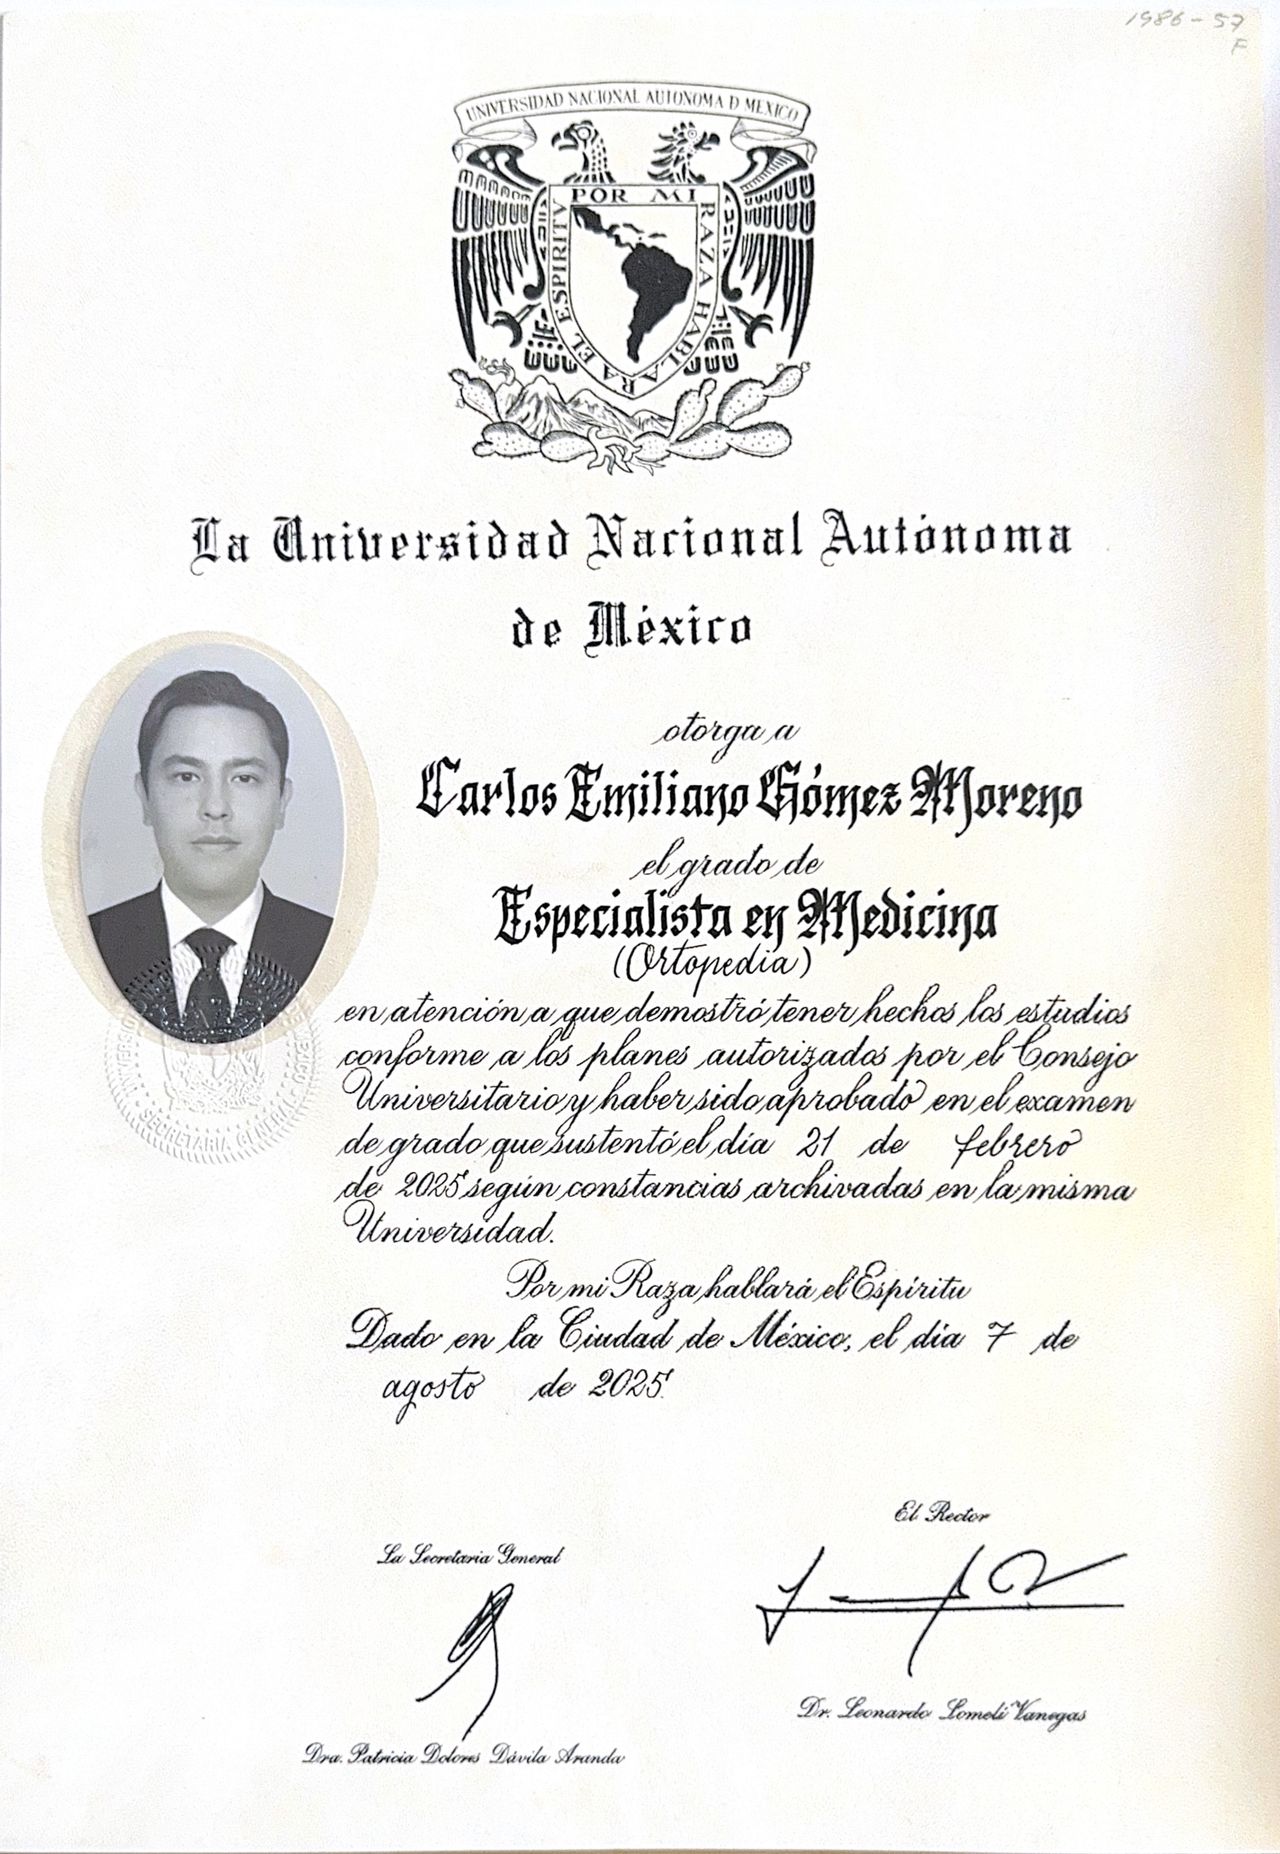 1986-57
F
UNIVERSIDAD NACIONAL AUTONOMA D MEXICO
POR MI RAZA HABLARA EL ESPIRITV
La Universidad Nacional Autónoma
de México
otorga a
Carlos Emiliano Gómez Moreno
el grado de
Especialista en Medicina
(Ortopedia)
en atención a que demostró tener hechos los estudios
conforme a los planes autorizados por el Consejo
Universitario y haber sido aprobado en el examen
de grado que sustentó el día 21 de febrero
de 2025 según constancias archivadas en la misma
Universidad.
Por mi Raza hablará el Espíritu
Dado en la Ciudad de México, el día 7 de
agosto de 2025.
SECRETARIA GENERAL
El Rector
La Secretaria General
Dr. Leonardo Lomelí Vanegas
Dra. Patricia Dolores Dávila Aranda